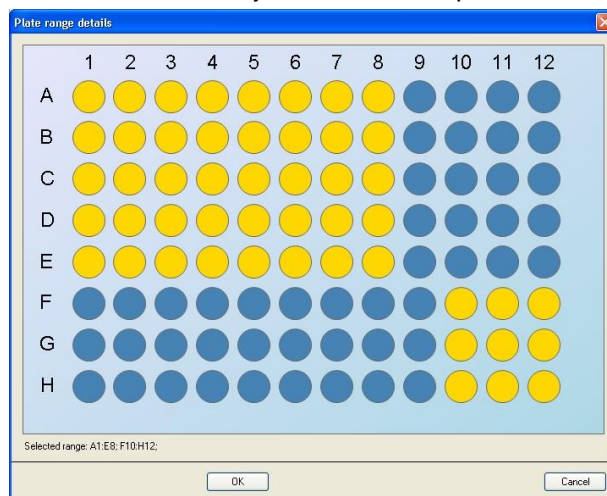 Plate range details
1 2 3 4 5 6 7 8 9 10 11 12
A
B
C
D
E
F
G
H
Selected range: A1:E8; F10:H12;
OK Cancel